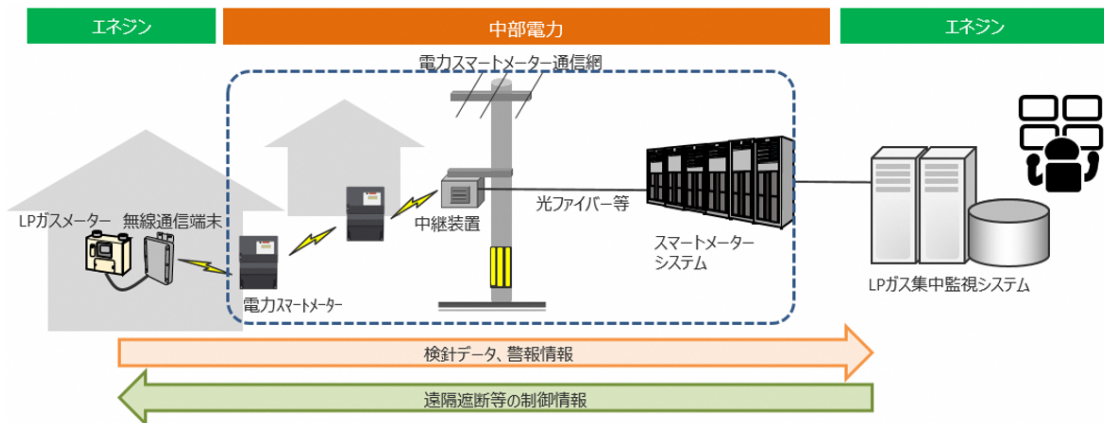 エネジン
中部電力
エネジン
電力スマートメーター通信網
LPガスメーター
無線通信端末
中継装置
光ファイバー等
スマートメーター
システム
電力スマートメーター
LPガス集中監視システム
検針データ、警報情報
遠隔遮断等の制御情報